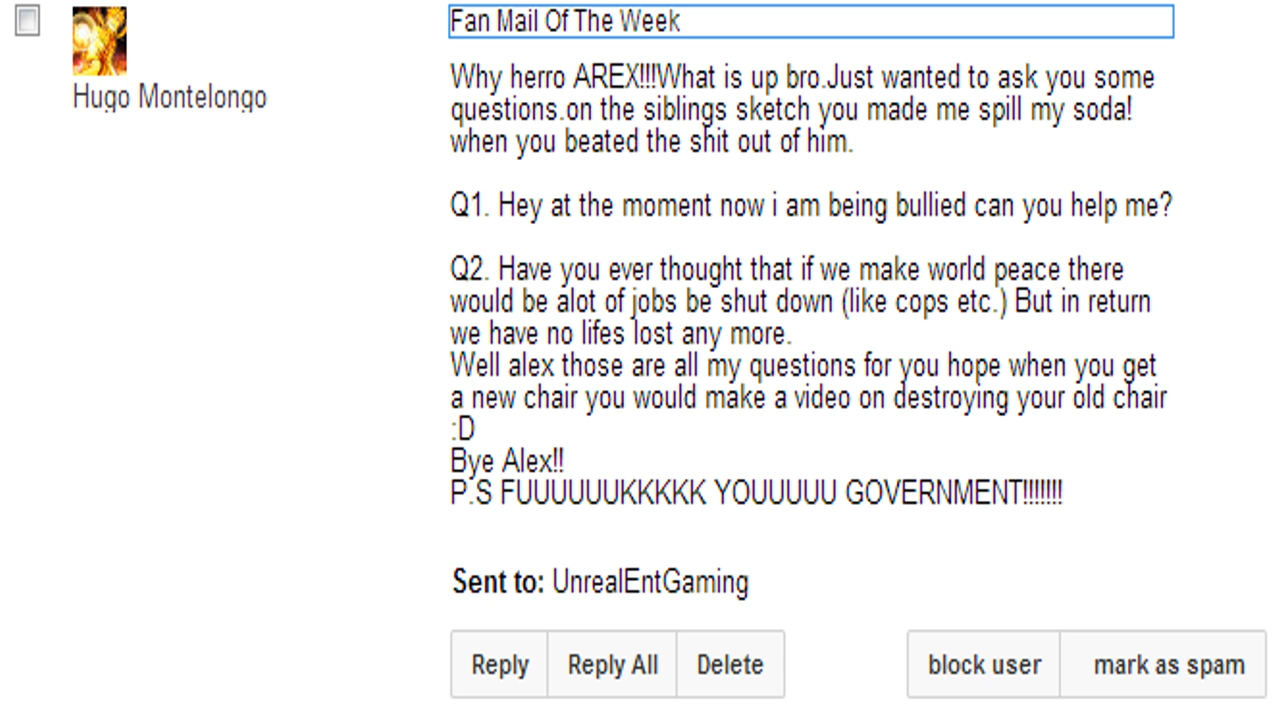 Fan Mail Of The Week
Hugo Montelongo
Why herro AREX!!!What is up bro.Just wanted to ask you some
questions.on the siblings sketch you made me spill my soda!
when you beated the shit out of him.
Q1. Hey at the moment now i am being bullied can you help me?
Q2. Have you ever thought that if we make world peace there
would be alot of jobs be shut down (like cops etc.) But in return
we have no lifes lost any more.
Well alex those are all my questions for you hope when you get
a new chair you would make a video on destroying your old chair
:D
Bye Alex!!
P.S FUUUUUUKKKKK YOUUUUU GOVERNMENT!!!!!!!
Sent to: UnrealEntGaming
Reply Reply All Delete block user mark as spam